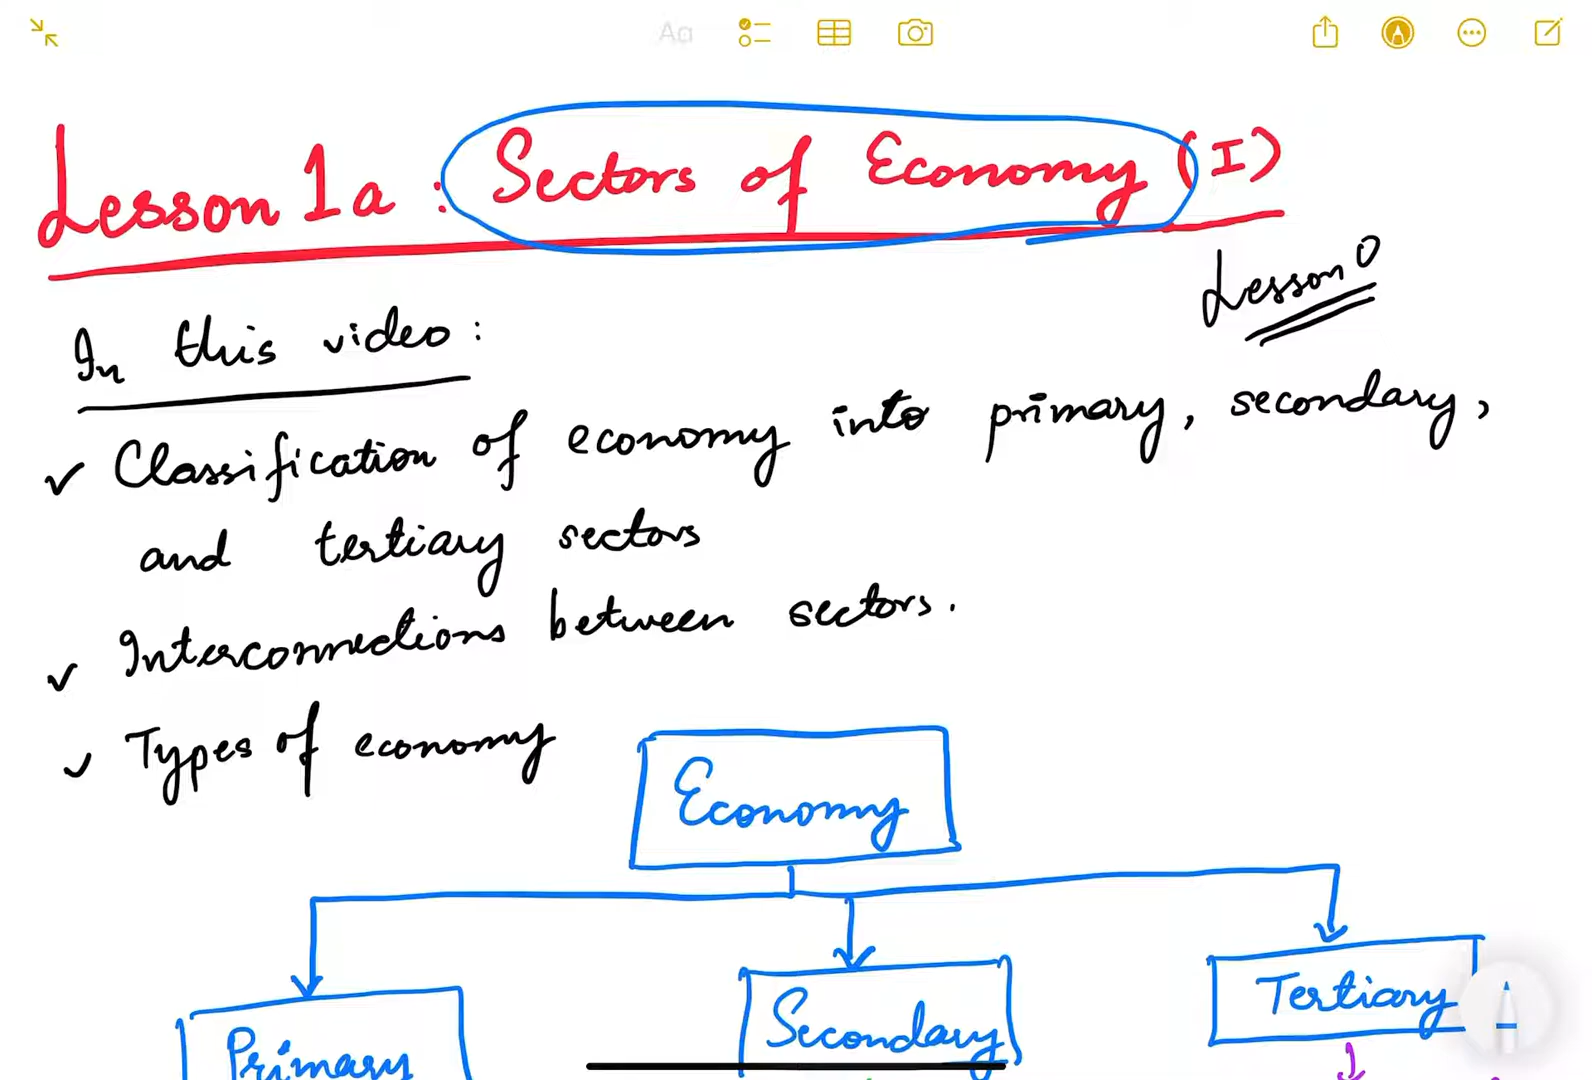 Aa
Lesson 1a : Sectors of Economy (I)
Lesson 0
In this video :
✓ Classification of economy into primary, secondary,
and tertiary sectors
✓ Interconnections between sectors.
✓ Types of economy
Economy
Primary
Secondary
Tertiary